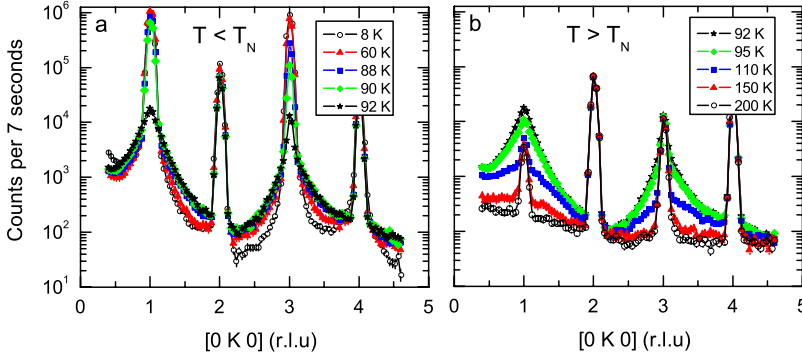 a
T < T_N
8 K
60 K
88 K
90 K
92 K
Counts per 7 seconds
10^6
10^5
10^4
10^3
10^2
10^1
0 1 2 3 4 5
[0 K 0] (r.l.u)
b
T > T_N
92 K
95 K
110 K
150 K
200 K
0 1 2 3 4 5
[0 K 0] (r.l.u)